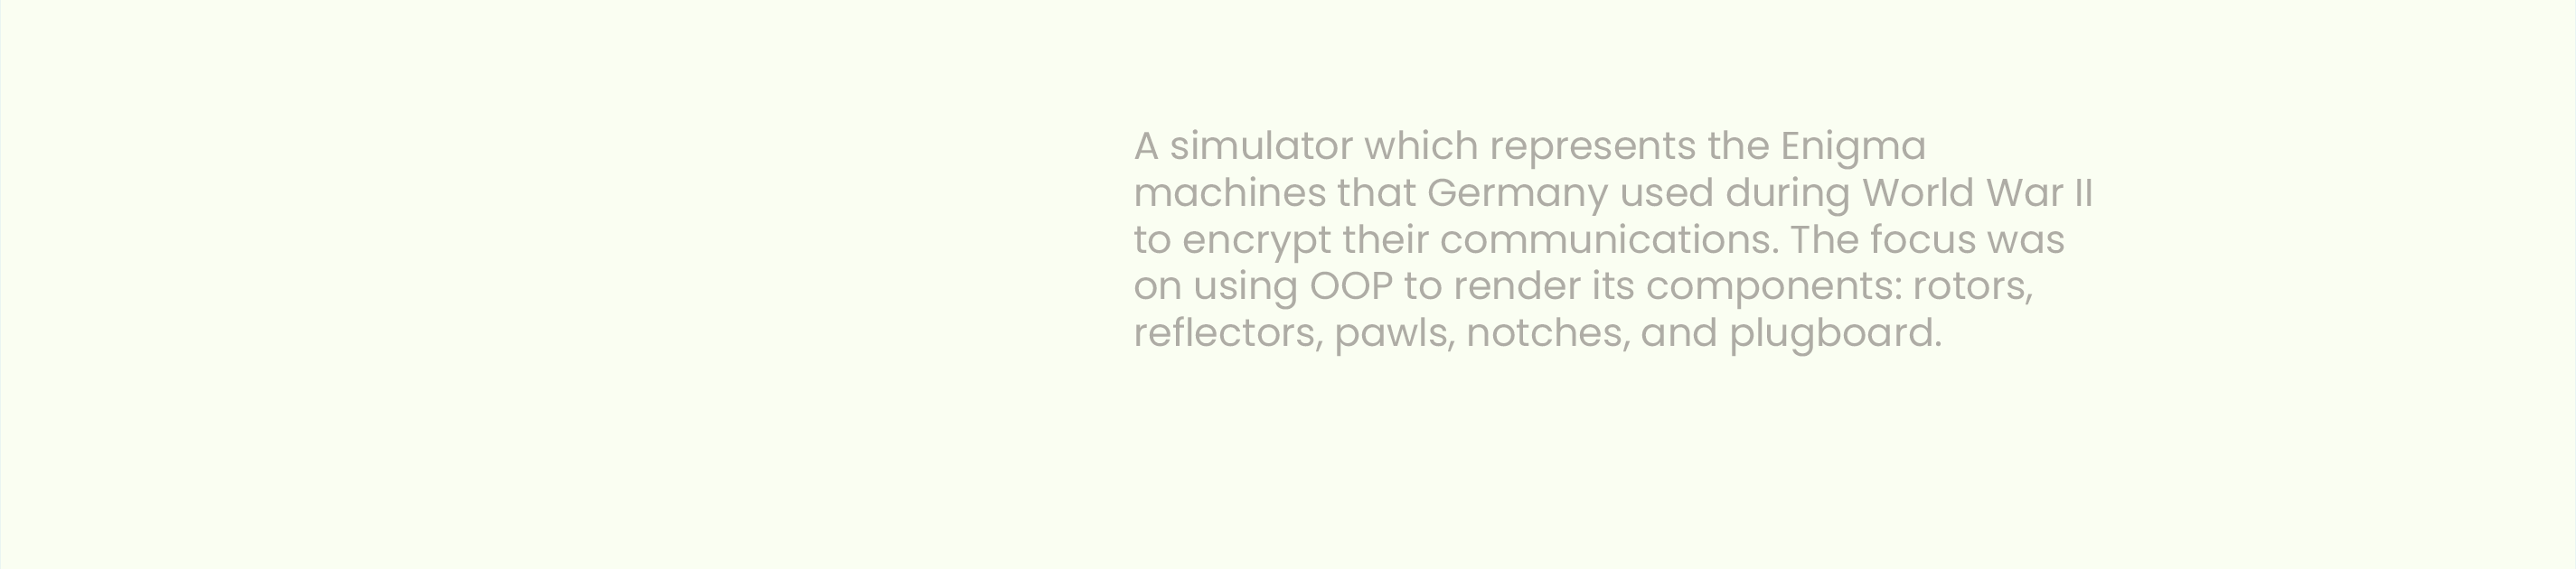 A simulator which represents the Enigma
machines that Germany used during World War II
to encrypt their communications. The focus was
on using OOP to render its components: rotors,
reflectors, pawls, notches, and plugboard.